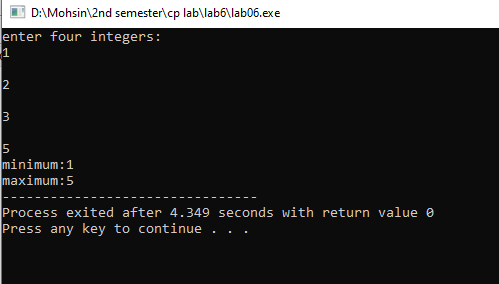 D:\Mohsin\2nd semester\cp lab\lab6\lab06.exe
enter four integers:
1
2
3
5
minimum:1
maximum:5
--------------------------------
Process exited after 4.349 seconds with return value 0
Press any key to continue . . .